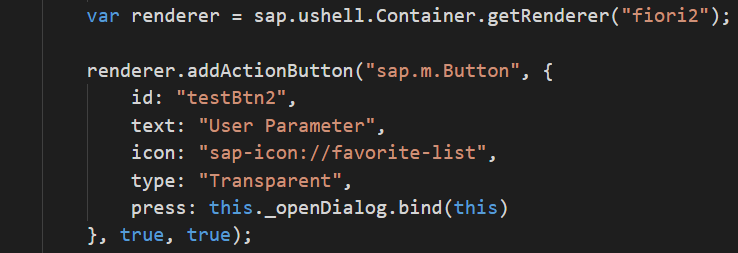 var renderer = sap.ushell.Container.getRenderer("fiori2");
renderer.addActionButton("sap.m.Button", {
id: "testBtn2",
text: "User Parameter",
icon: "sap-icon://favorite-list",
type: "Transparent",
press: this._openDialog.bind(this)
}, true, true);